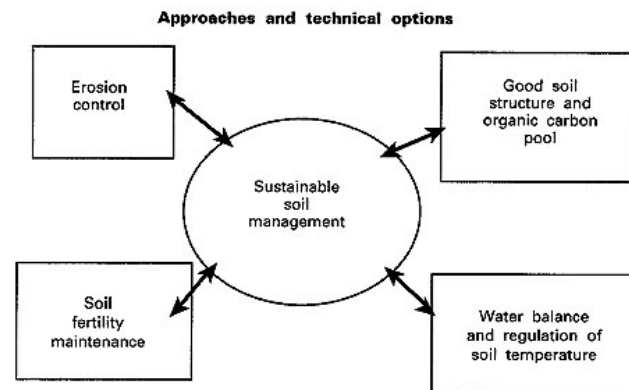 Approaches and technical options
Erosion
control
Good soil
structure and
organic carbon
pool
Sustainable
soil
management
Soil
fertility
maintenance
Water balance
and regulation of
soil temperature